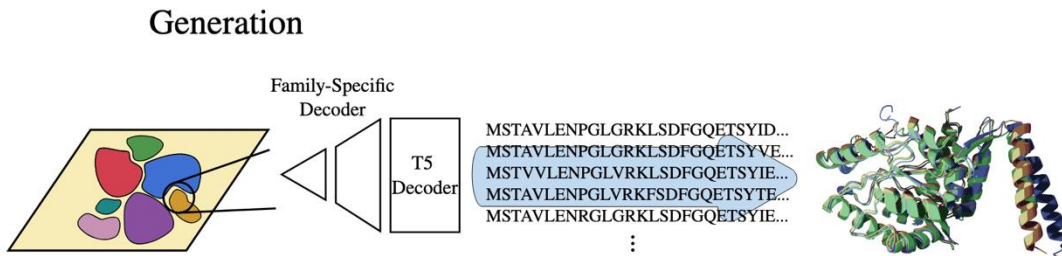 Generation
Family-Specific
Decoder
T5
Decoder
MSTAVLENPGLGRKLSDFGQETSYID...
MSTAVLENPGLGRKLSDFGQETSYVE...
MSTVVLENPGLVRKLSDFGQETSYIE...
MSTAVLENPGLVRKFSDFGQETSYTE...
MSTAVLENRGLGRKLSDFGQETSYIE...